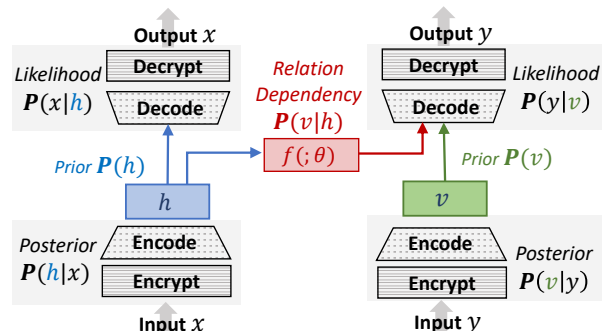 Output x
Output y
Likelihood
P(x|h)
Decrypt
Decode
Relation
Dependency
P(v|h)
Decrypt
Decode
Likelihood
P(y|v)
Prior P(h)
f(; θ)
Prior P(v)
h
v
Posterior
P(h|x)
Encode
Encrypt
Encode
Encrypt
Posterior
P(v|y)
Input x
Input y